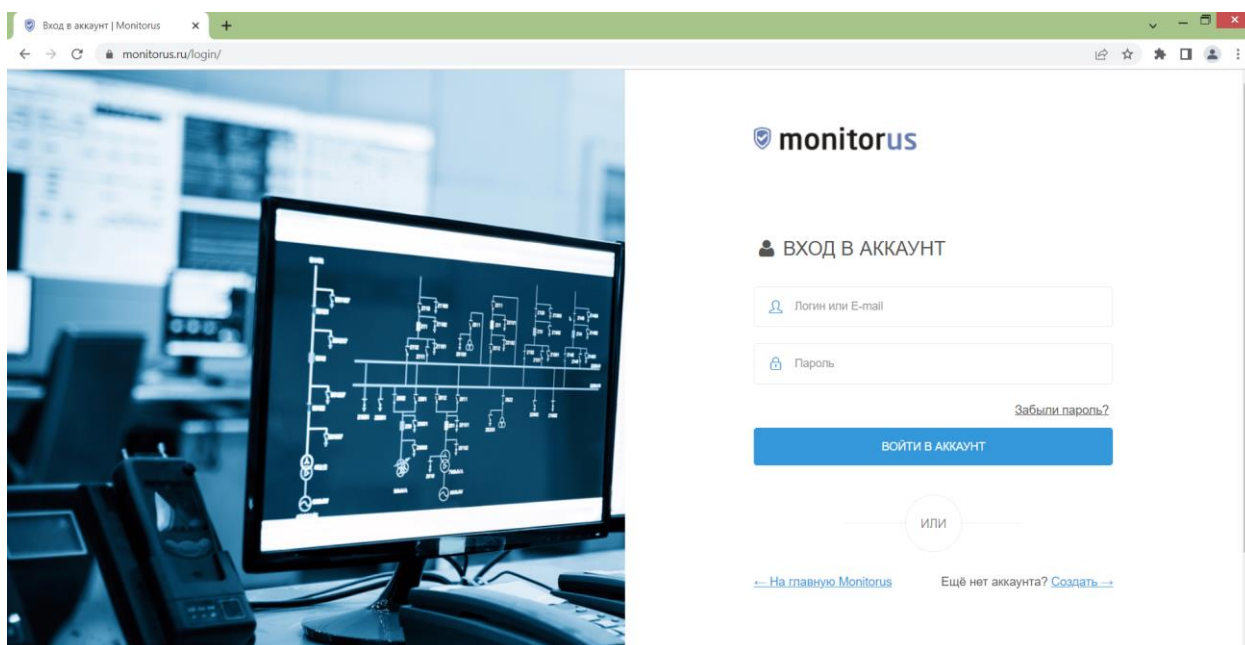 Вход в аккаунт | Monitorus
monitorus.ru/login/
monitorus
ВХОД В АККАУНТ
Логин или E-mail
Пароль
Забыли пароль?
ВОЙТИ В АККАУНТ
ИЛИ
← На главную Monitorus
Ещё нет аккаунта? Создать →